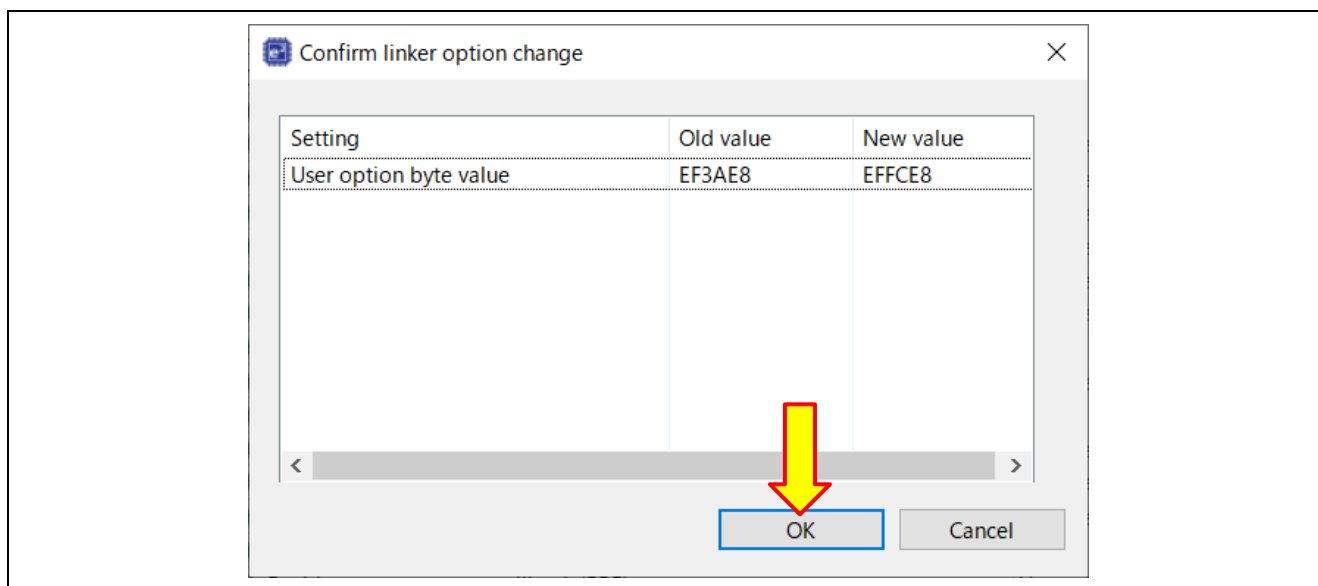 Confirm linker option change
Setting Old value New value
User option byte value EF3AE8 EFFCE8
OK Cancel